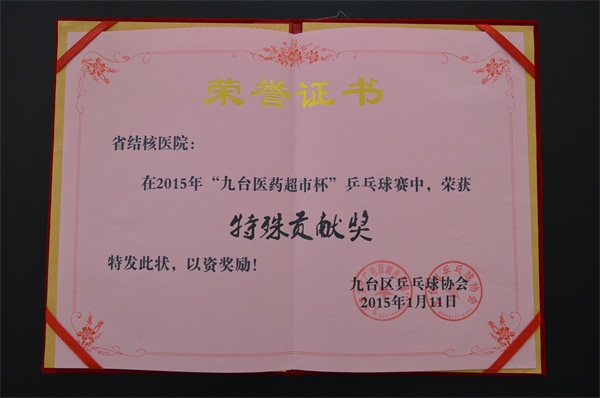 荣誉证书
省结核医院：
在2015年“九台医药超市杯”乒乓球赛中，荣获
特殊贡献奖
特发此状，以资奖励！
九台区乒乓球协会
2015年1月11日